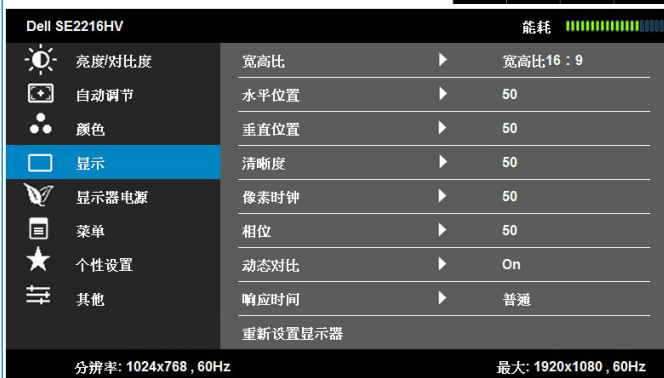 Dell SE2216HV 能耗
亮度/对比度 宽高比 宽高比16：9
自动调节 水平位置 50
颜色 垂直位置 50
显示 清晰度 50
显示器电源 像素时钟 50
菜单 相位 50
个性设置 动态对比 On
其他 响应时间 普通
重新设置显示器
分辨率: 1024x768 , 60Hz 最大: 1920x1080 , 60Hz